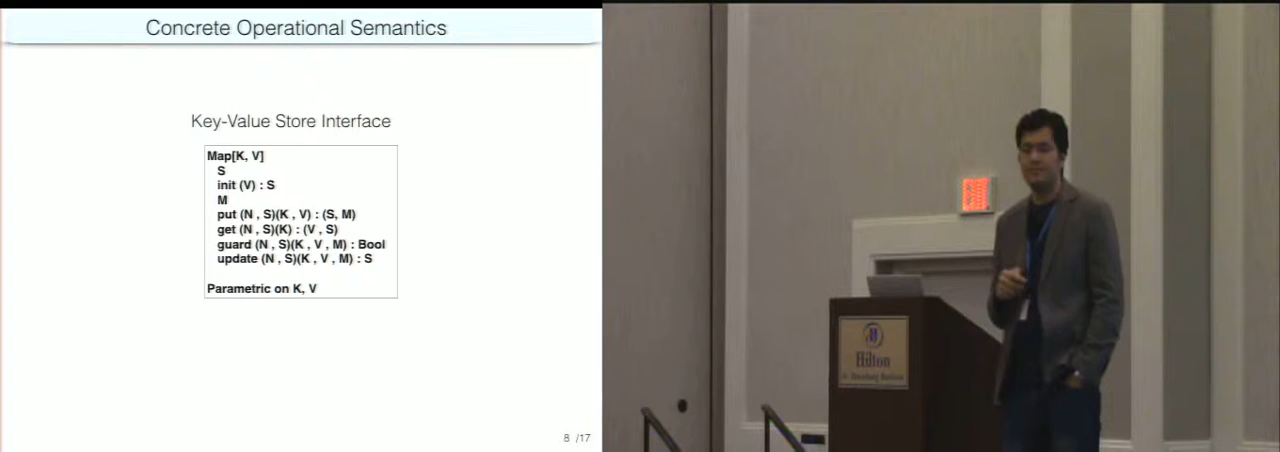 Concrete Operational Semantics
Key-Value Store Interface
Map[K, V]
S
init (V) : S
M
put (N , S)(K , V) : (S, M)
get (N , S)(K) : (V , S)
guard (N , S)(K , V , M) : Bool
update (N , S)(K , V , M) : S
Parametric on K, V
8 /17
Hilton